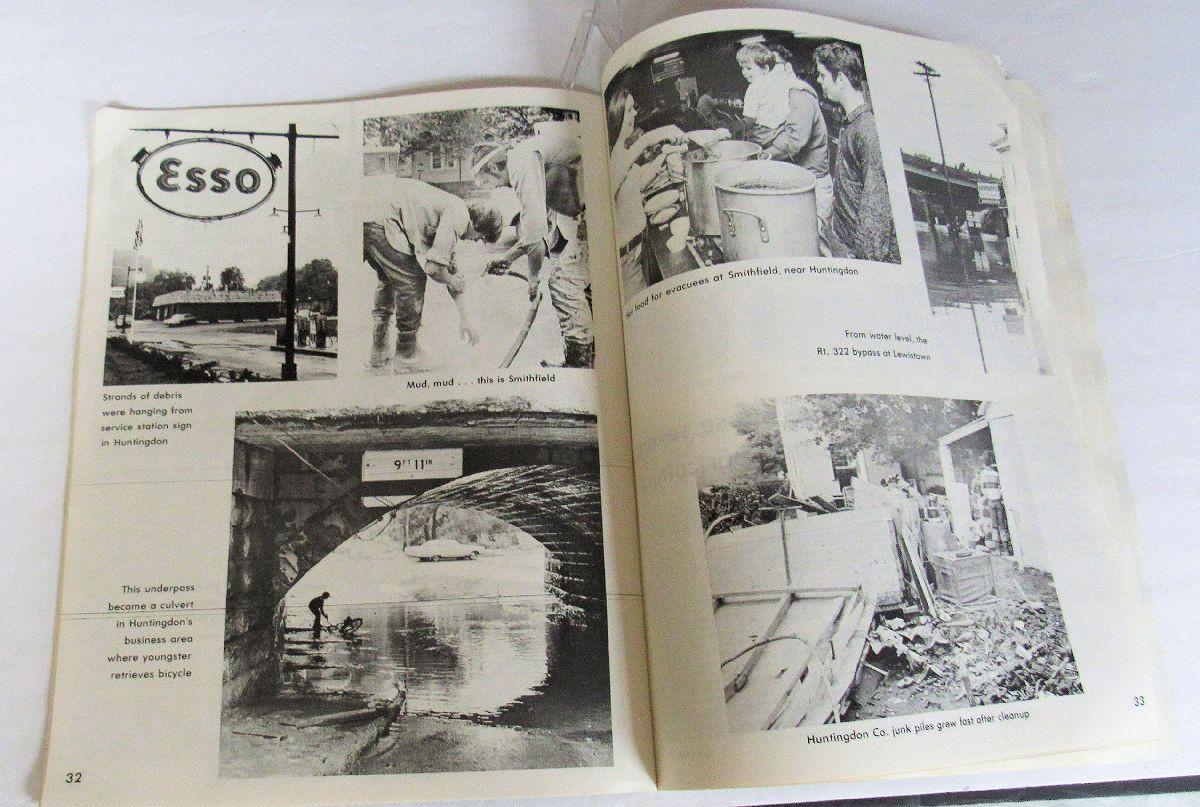 Esso
Strands of debris
were hanging from
service station sign
in Huntingdon
Mud, mud . . . this is Smithfield
9FT 11IN
This underpass
became a culvert
in Huntingdon's
business area
where youngster
retrieves bicycle
32
food for evacuees at Smithfield, near Huntingdon
From water level, the
Rt. 322 bypass at Lewistown
Huntingdon Co. junk piles grew fast after cleanup
33